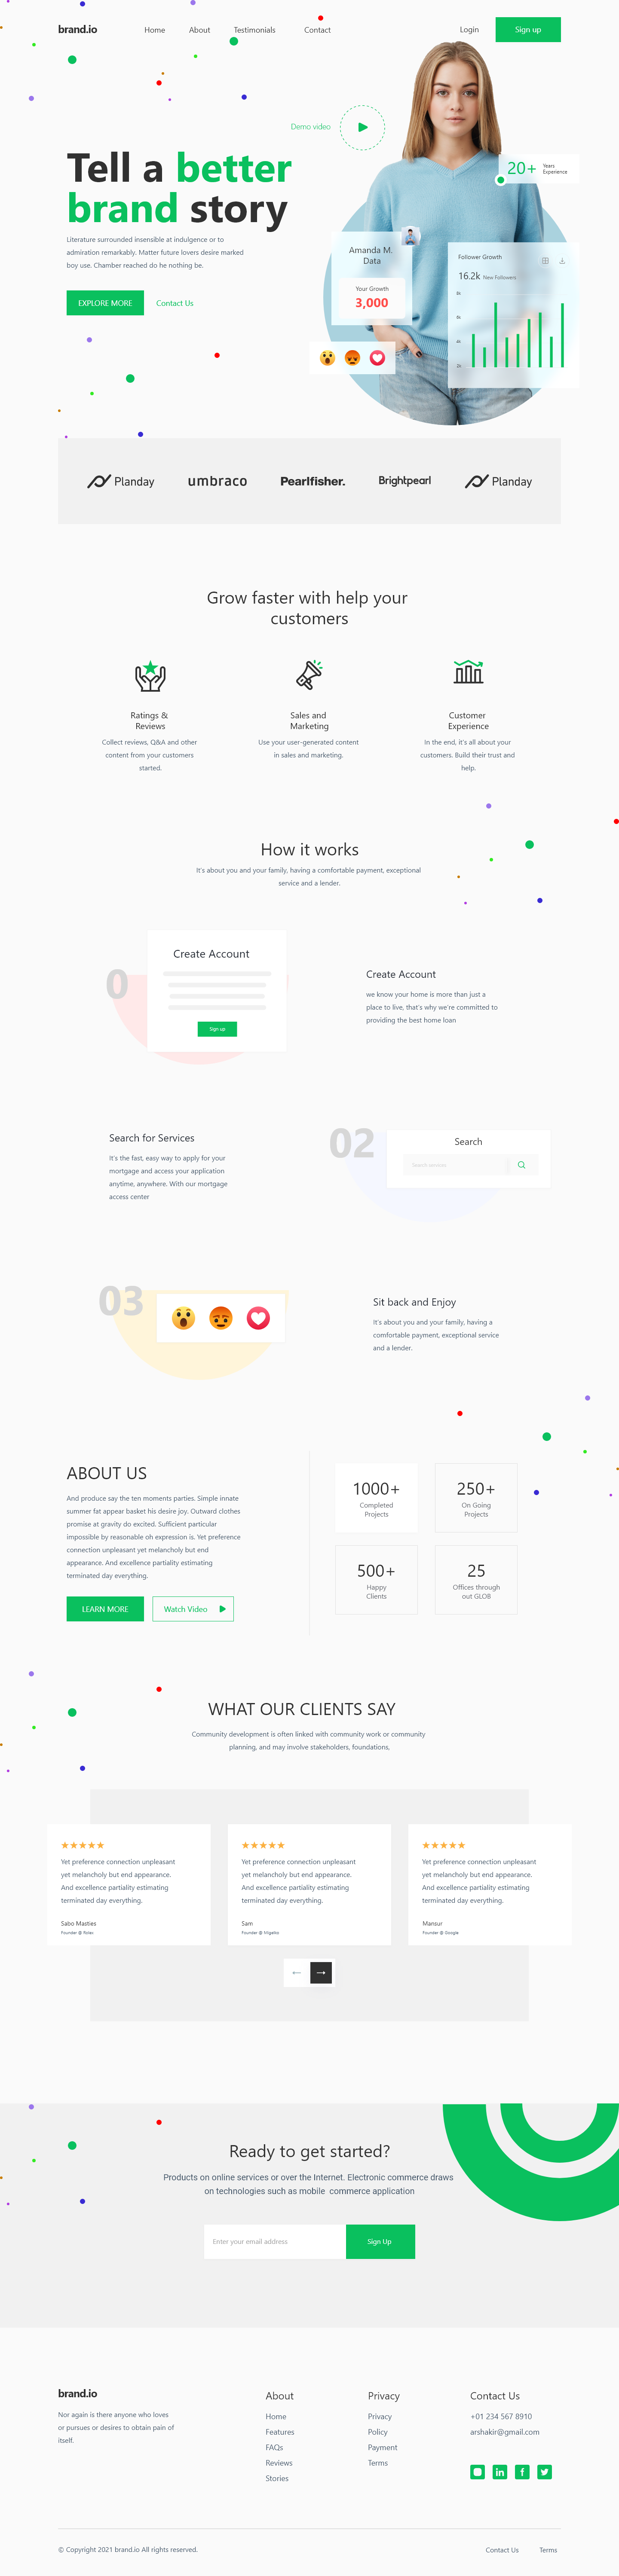 brand.io
Home
About
Testimonials
Contact
Login
Sign up
Demo video
Tell a better
brand story
Literature surrounded insensible at indulgence or to
admiration remarkably. Matter future lovers desire marked
boy use. Chamber reached do he nothing be.
EXPLORE MORE
Contact Us
20+
Years
Experience
Amanda M.
Data
Your Growth
3,000
Follower Growth
16.2k New Followers
8k
6k
4k
2k
Planday
umbraco
Pearlfisher.
Brightpearl
Planday
Grow faster with help your
customers
Ratings &
Reviews
Collect reviews, Q&A and other
content from your customers
started.
Sales and
Marketing
Use your user-generated content
in sales and marketing.
Customer
Experience
In the end, it's all about your
customers. Build their trust and
help.
How it works
It's about you and your family, having a comfortable payment, exceptional
service and a lender.
0
Create Account
Sign up
Create Account
we know your home is more than just a
place to live, that's why we're committed to
providing the best home loan
Search for Services
It's the fast, easy way to apply for your
mortgage and access your application
anytime, anywhere. With our mortgage
access center
02
Search
Search services
03
Sit back and Enjoy
It's about you and your family, having a
comfortable payment, exceptional service
and a lender.
ABOUT US
And produce say the ten moments parties. Simple innate
summer fat appear basket his desire joy. Outward clothes
promise at gravity do excited. Sufficient particular
impossible by reasonable oh expression is. Yet preference
connection unpleasant yet melancholy but end
appearance. And excellence partiality estimating
terminated day everything.
LEARN MORE
Watch Video
1000+
Completed
Projects
250+
On Going
Projects
500+
Happy
Clients
25
Offices through
out GLOB
WHAT OUR CLIENTS SAY
Community development is often linked with community work or community
planning, and may involve stakeholders, foundations,
Yet preference connection unpleasant
yet melancholy but end appearance.
And excellence partiality estimating
terminated day everything.
Sabo Masties
Founder @ Rolex
Yet preference connection unpleasant
yet melancholy but end appearance.
And excellence partiality estimating
terminated day everything.
Sam
Yet preference connection unpleasant
yet melancholy but end appearance.
And excellence partiality estimating
terminated day everything.
Mansur
Founder @ Google
Ready to get started?
Products on online services or over the Internet. Electronic commerce draws
on technologies such as mobile commerce application
Enter your email address
Sign Up
brand.io
Nor again is there anyone who loves
or pursues or desires to obtain pain of
itself.
About
Home
Features
FAQs
Reviews
Stories
Privacy
Privacy
Policy
Payment
Terms
Contact Us
+01 234 567 8910
arshakir@gmail.com
© Copyright 2021 brand.io All rights reserved.
Contact Us
Terms